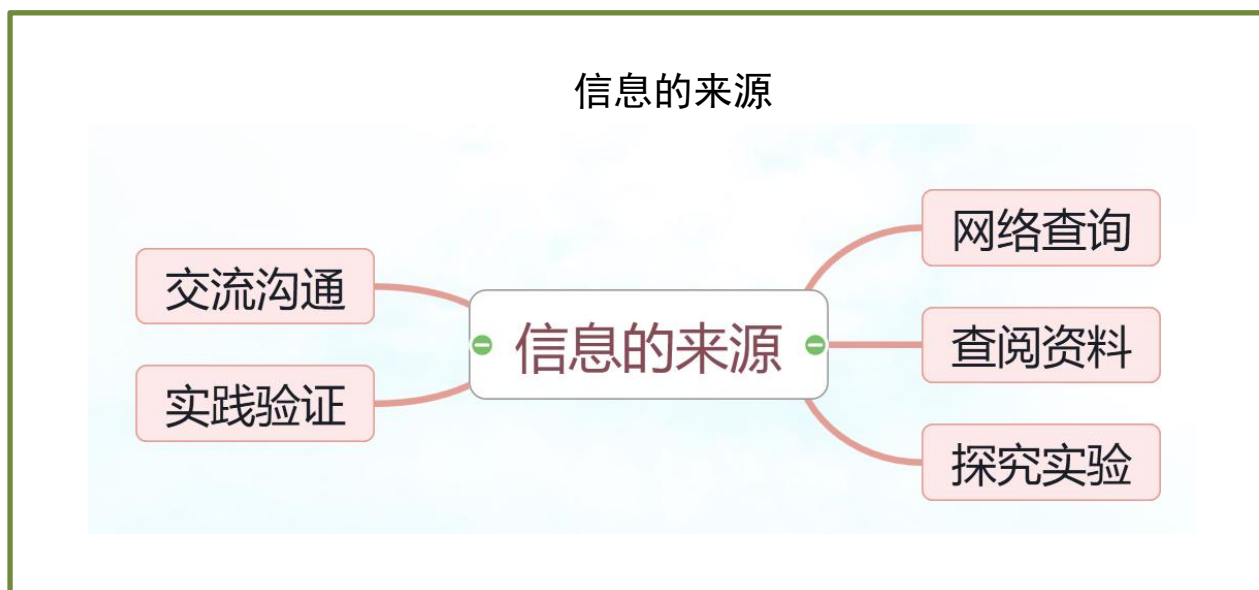 信息的来源
交流沟通
实践验证
信息的来源
网络查询
查阅资料
探究实验